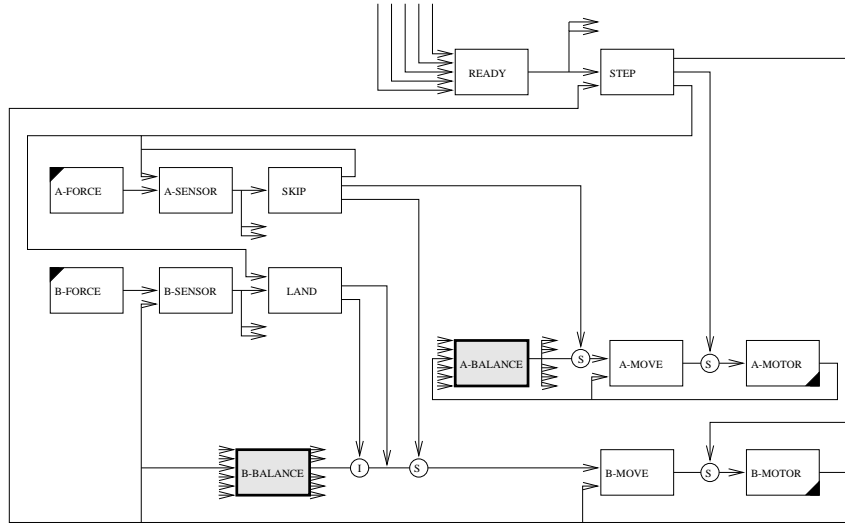 READY
STEP
A-FORCE
A-SENSOR
SKIP
B-FORCE
B-SENSOR
LAND
A-BALANCE
S
A-MOVE
S
A-MOTOR
B-BALANCE
I
S
B-MOVE
S
B-MOTOR